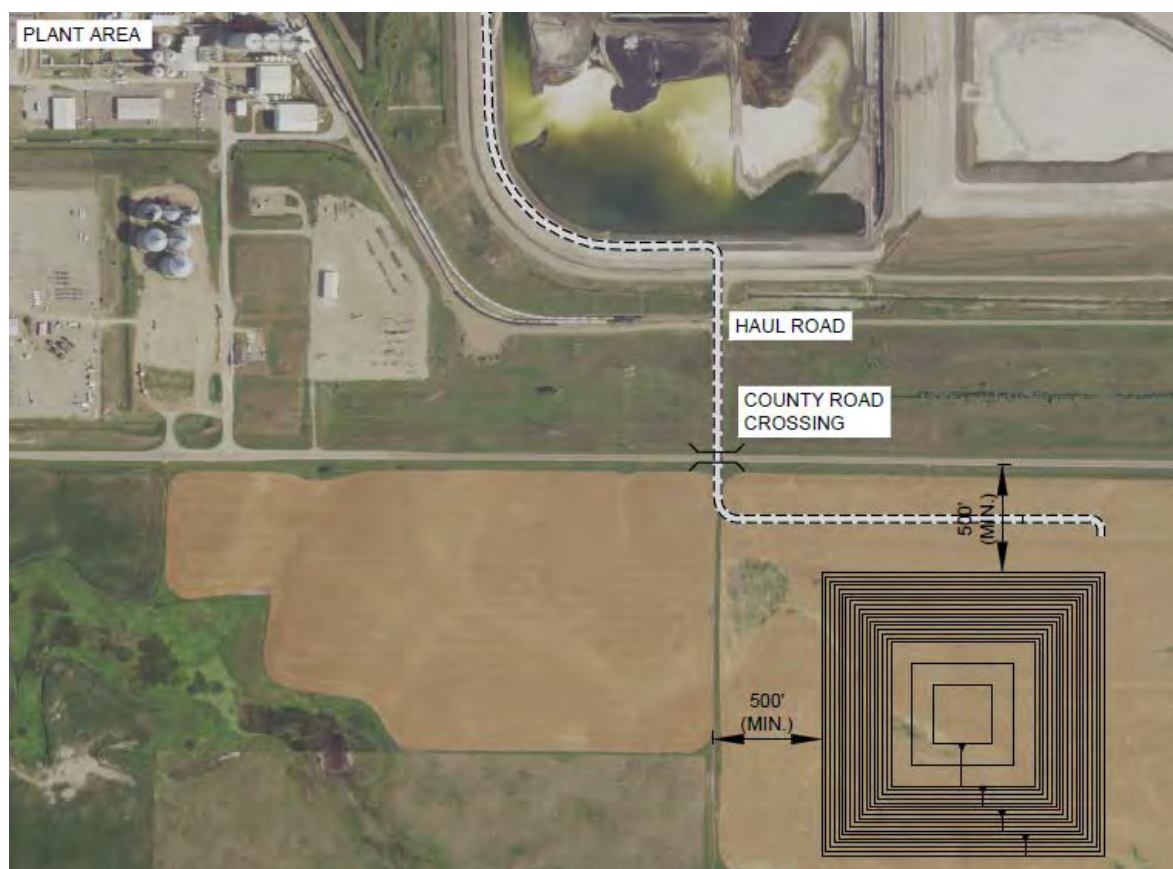 PLANT AREA
HAUL ROAD
COUNTY ROAD
CROSSING
500'
(MIN.)
500'
(MIN.)